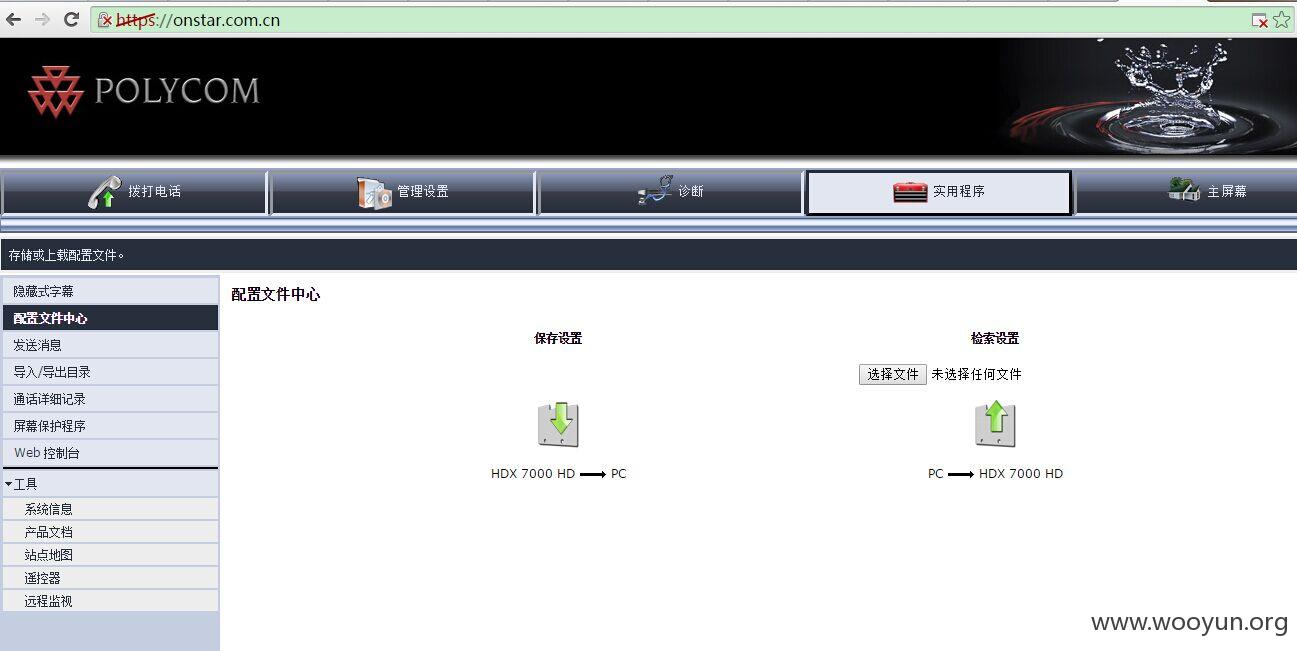 https://onstar.com.cn
POLYCOM
拨打电话
管理设置
诊断
实用程序
主屏幕
存储或上载配置文件。
隐藏式字幕
配置文件中心
发送消息
导入/导出目录
通话详细记录
屏幕保护程序
Web 控制台
工具
系统信息
产品文档
站点地图
遥控器
远程监视
配置文件中心
保存设置
HDX 7000 HD PC
检索设置
选择文件 未选择任何文件
PC HDX 7000 HD
www.wooyun.org